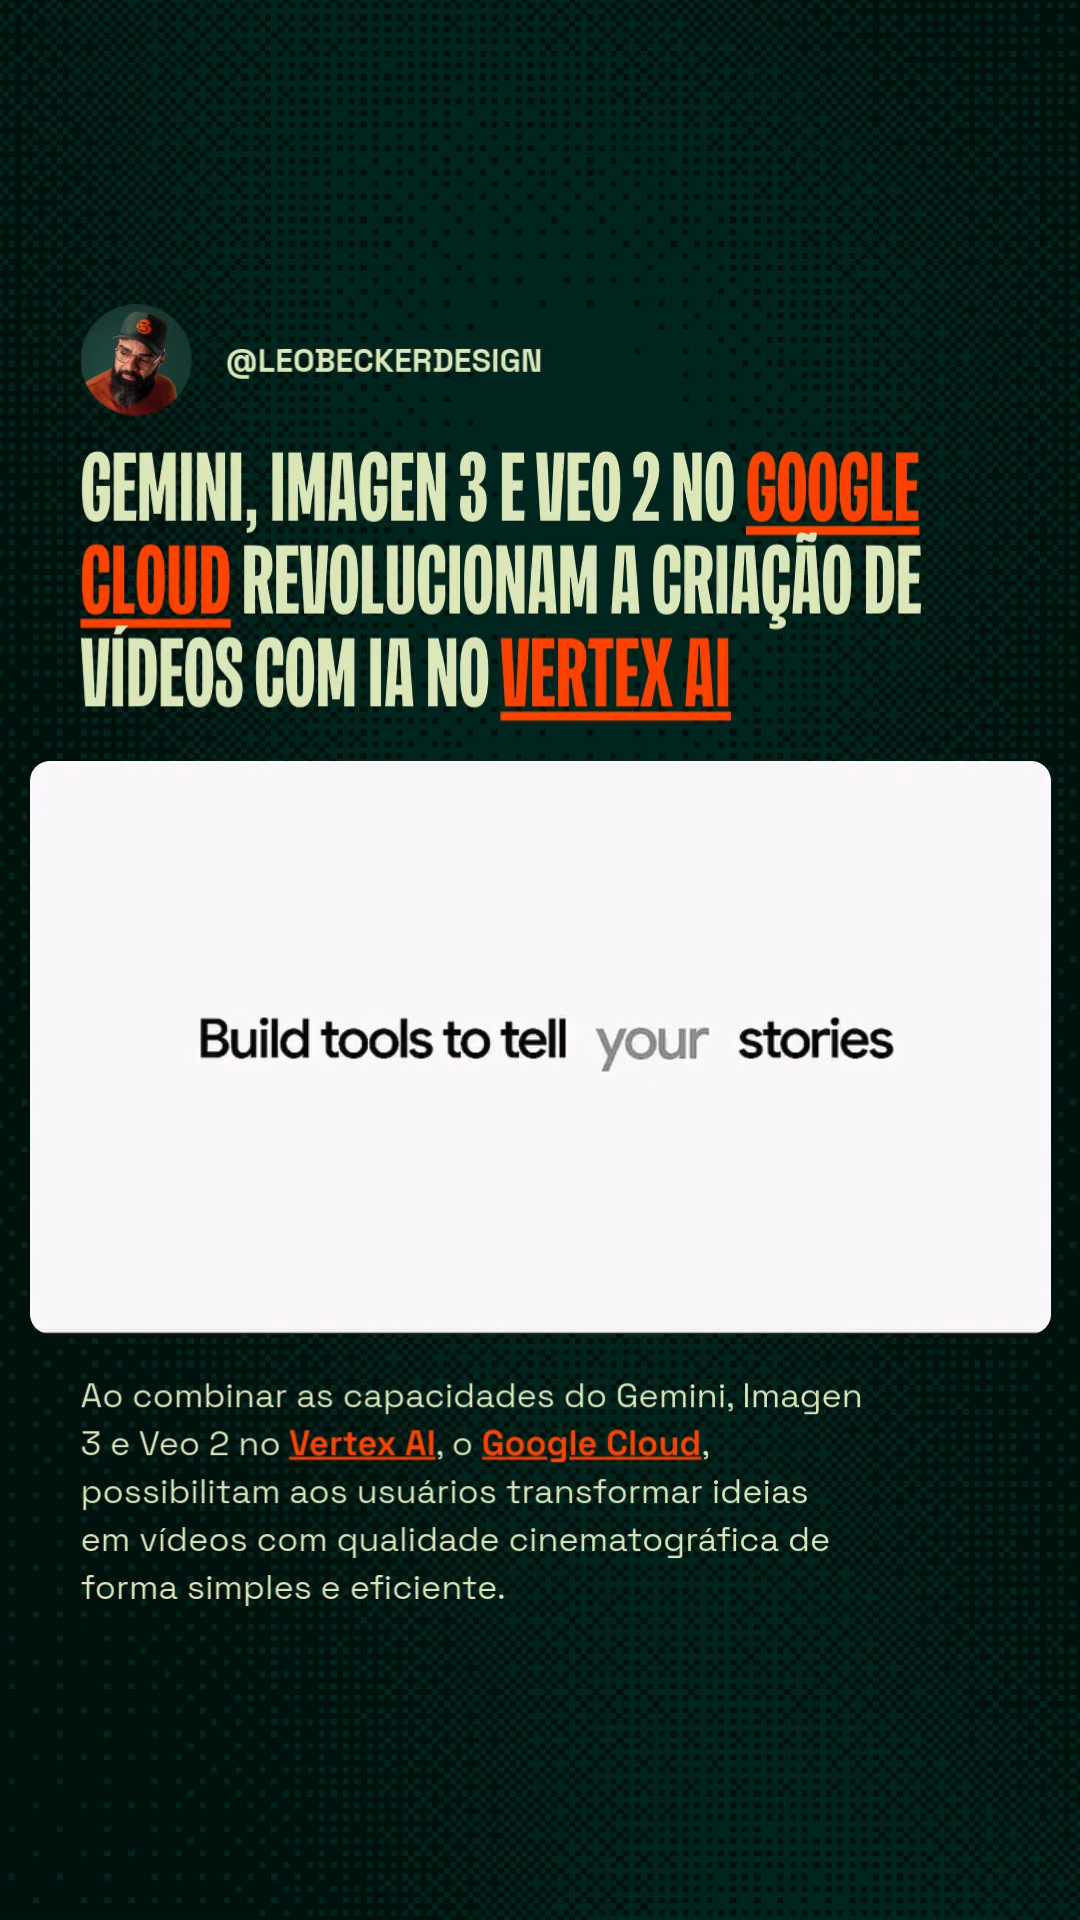 @LEOBECKERDESIGN
GEMINI, IMAGEN 3 E VEO 2 NO GOOGLE
CLOUD REVOLUCIONAM A CRIAÇÃO DE
VÍDEOS COM IA NO VERTEX AI
Build tools to tell your stories
Ao combinar as capacidades do Gemini, Imagen
3 e Veo 2 no Vertex AI, o Google Cloud,
possibilitam aos usuários transformar ideias
em vídeos com qualidade cinematográfica de
forma simples e eficiente.